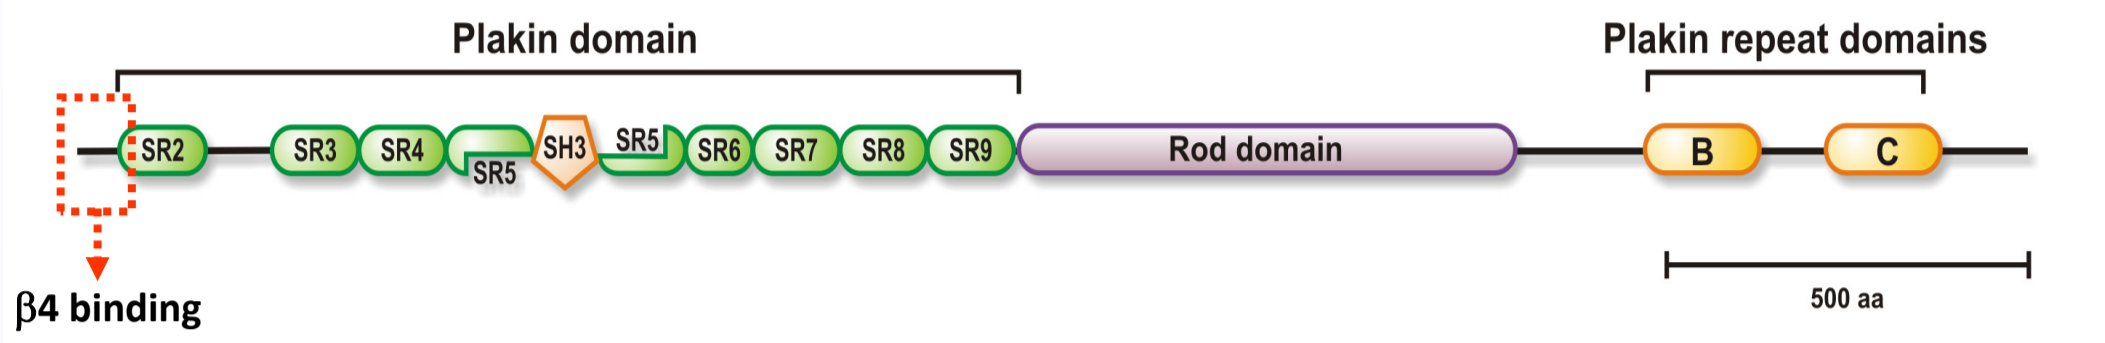 Plakin domain
Plakin repeat domains
SR2
SR3
SR4
SR5
SH3
SR5
SR6
SR7
SR8
SR9
Rod domain
B
C
500 aa
β4 binding